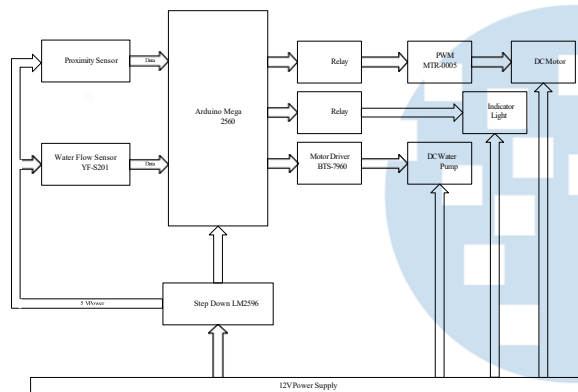 Proximity Sensor
Data
Arduino Mega
2560
Relay
PWM
MTR-0005
DC Motor
Relay
Indicator
Light
Water Flow Sensor
YF-S201
Data
Motor Driver
BTS-7960
DC Water
Pump
Step Down LM2596
5 VPower
12V Power Supply